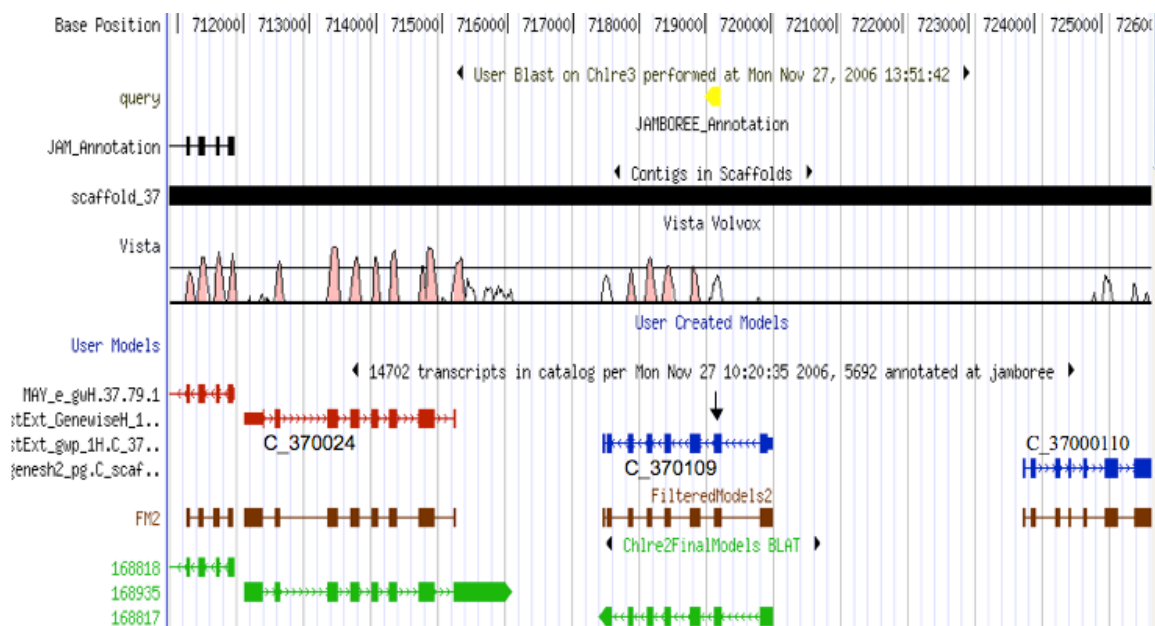 Base Position 712000| 713000| 714000| 715000| 716000| 717000| 718000| 719000| 720000| 721000| 722000| 723000| 724000| 725000| 7260
User Blast on Chlre3 performed at Mon Nov 27, 2006 13:51:42
query
JAMBOREE_Annotation
JAM_Annotation
Contigs in Scaffolds
scaffold_37
Vista Volvox
Vista
User Created Models
User Models
14702 transcripts in catalog per Mon Nov 27 10:20:35 2006, 5692 annotated at jamboree
MAY_e_gwH.37.79.1
stExt_GenewiseH_1..
C_370024
stExt_gwp_1H.C_37..
C_37000110
C_370109
genesh2_pg.C_scaf..
FilteredModels2
FM2
Chlre2FinalModels BLAT
168818
168935
168817